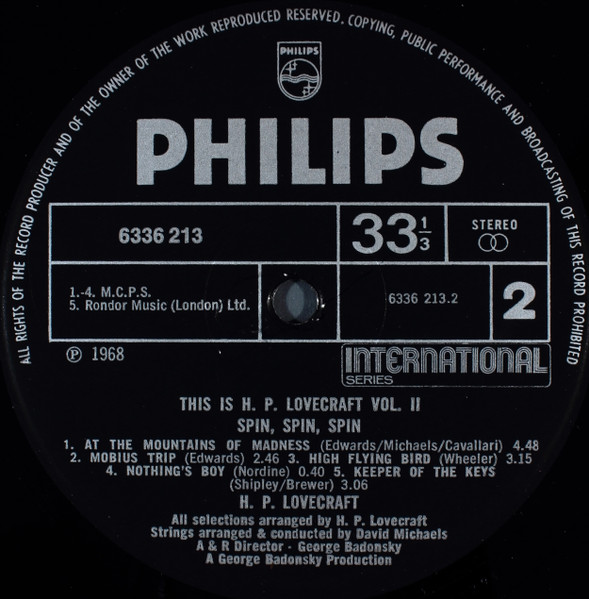 ALL RIGHTS OF THE RECORD PRODUCER AND OF THE OWNER OF THE WORK REPRODUCED RESERVED. COPYING, PUBLIC PERFORMANCE AND BROADCASTING OF THIS RECORD PROHIBITED
PHILIPS
PHILIPS
6336 213
33 1/3
STEREO
1.-4. M.C.P.S.
5. Rondor Music (London) Ltd.
6336 213.2
2
℗ 1968
INTERNATIONAL
SERIES
THIS IS H. P. LOVECRAFT VOL. II
SPIN, SPIN, SPIN
1. AT THE MOUNTAINS OF MADNESS (Edwards/Michaels/Cavallari) 4.48
2. MOBIUS TRIP (Edwards) 2.46 3. HIGH FLYING BIRD (Wheeler) 3.15
4. NOTHING'S BOY (Nordine) 0.40 5. KEEPER OF THE KEYS
(Shipley/Brewer) 3.06
H. P. LOVECRAFT
All selections arranged by H. P. Lovecraft
Strings arranged & conducted by David Michaels
A & R Director - George Badonsky
A George Badonsky Production